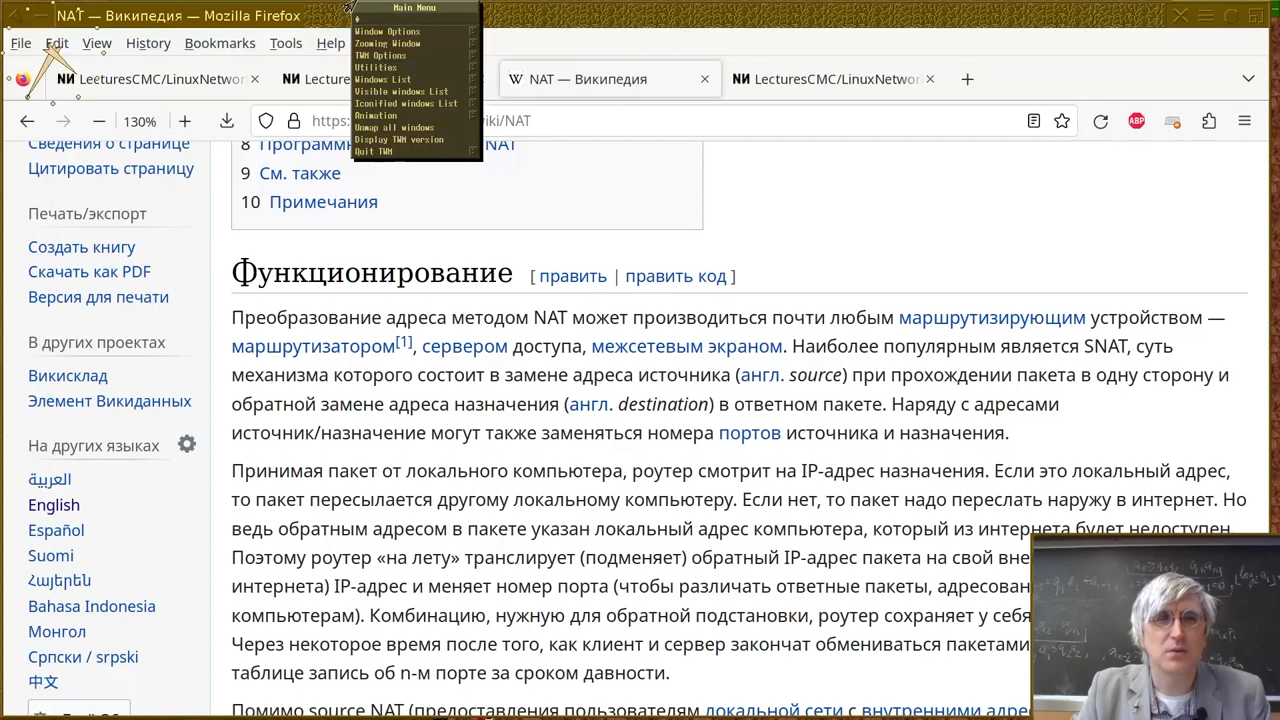 NAT — Википедия — Mozilla Firefox
Main Menu
Window Options
Zooming Window
TWM Options
Utilities
Windows List
Visible windows List
Iconified windows List
Animation
Unmap all windows
Display TWM version
Quit TWM
File Edit View History Bookmarks Tools Help
LecturesCMC/LinuxNetwor
Lecture
NAT — Википедия
LecturesCMC/LinuxNetwor
130%
https:
iki/NAT
Сведения о странице
Цитировать страницу
Печать/экспорт
Создать книгу
Скачать как PDF
Версия для печати
В других проектах
Викисклад
Элемент Викиданных
На других языках
العربية
English
Español
Suomi
Հայերեն
Bahasa Indonesia
Монгол
Српски / srpski
中文
8 Программ NAT
9 См. также
10 Примечания
Функционирование [ править | править код ]
Преобразование адреса методом NAT может производиться почти любым маршрутизирующим устройством —
маршрутизатором[1], сервером доступа, межсетевым экраном. Наиболее популярным является SNAT, суть
механизма которого состоит в замене адреса источника (англ. source) при прохождении пакета в одну сторону и
обратной замене адреса назначения (англ. destination) в ответном пакете. Наряду с адресами
источник/назначение могут также заменяться номера портов источника и назначения.
Принимая пакет от локального компьютера, роутер смотрит на IP-адрес назначения. Если это локальный адрес,
то пакет пересылается другому локальному компьютеру. Если нет, то пакет надо переслать наружу в интернет. Но
ведь обратным адресом в пакете указан локальный адрес компьютера, который из интернета будет недоступен.
Поэтому роутер «на лету» транслирует (подменяет) обратный IP-адрес пакета на свой вне
интернета) IP-адрес и меняет номер порта (чтобы различать ответные пакеты, адресован
компьютерам). Комбинацию, нужную для обратной подстановки, роутер сохраняет у себя
Через некоторое время после того, как клиент и сервер закончат обмениваться пакетами
таблице запись об n-м порте за сроком давности.
Помимо source NAT (предоставления пользователям локальной сети с внутренними адре